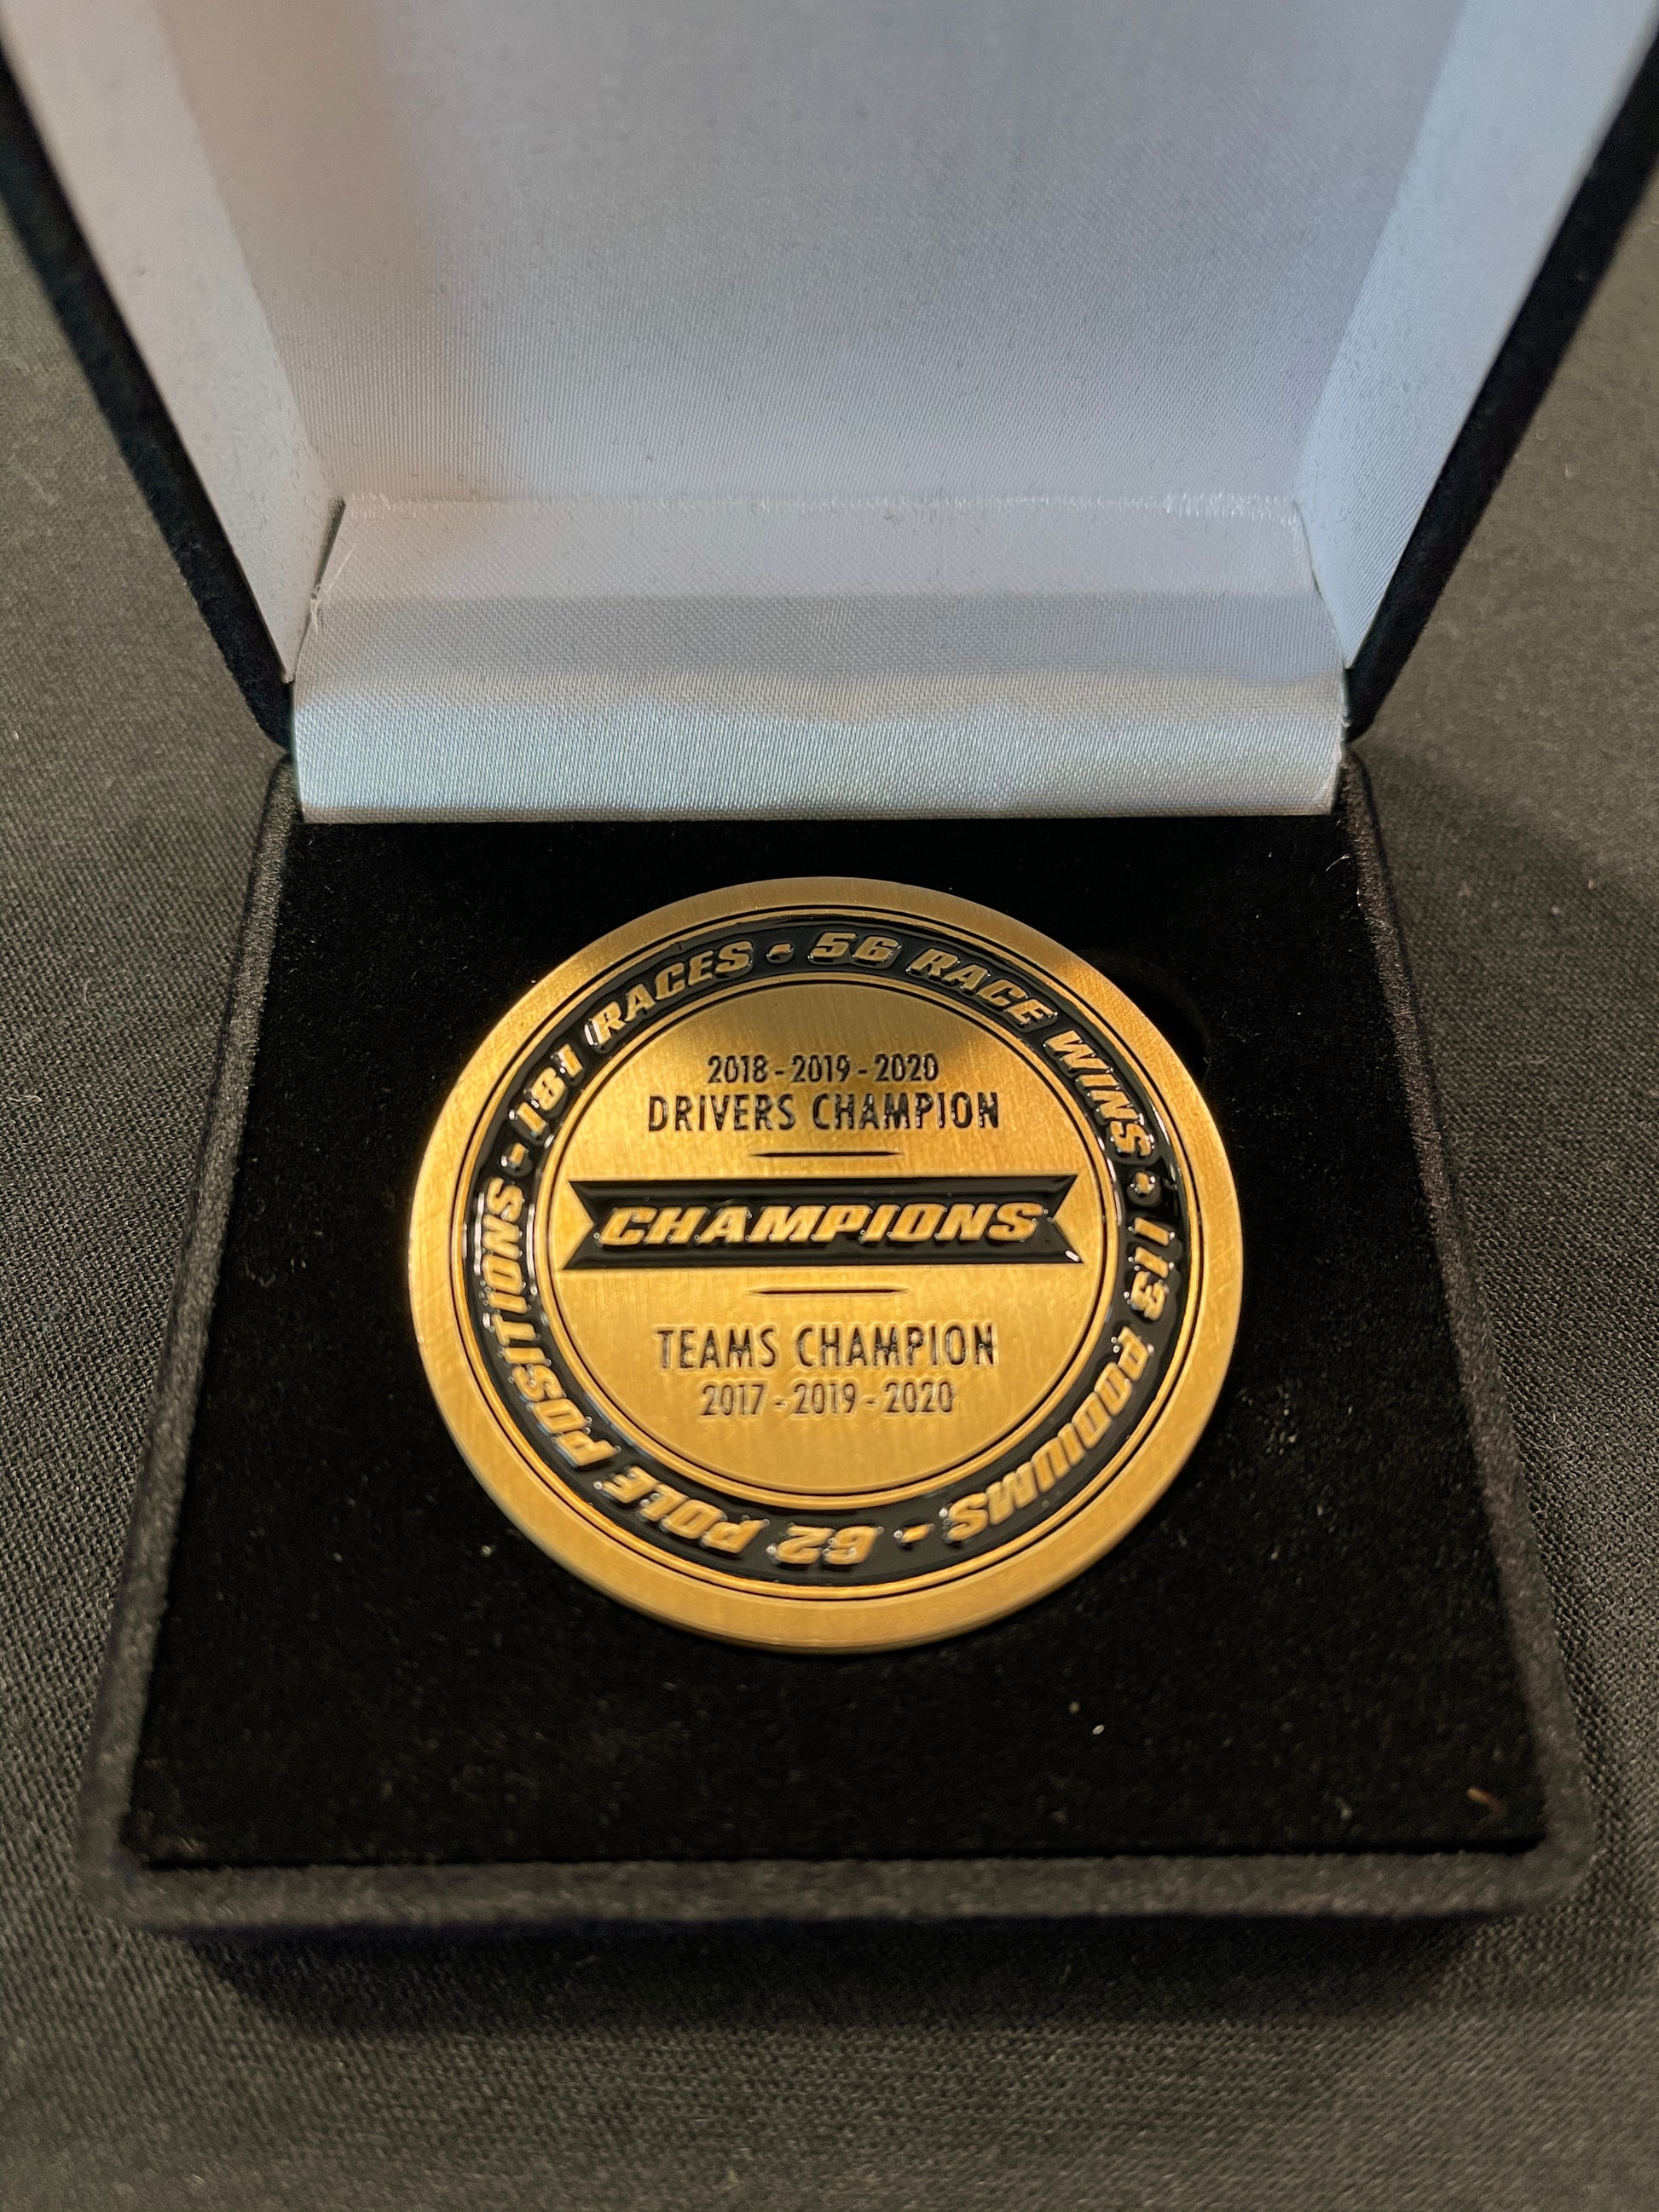 181 RACES - 56 RACE WINS - 113 PODIUMS - 62 POLE POSITIONS -
2018 - 2019 - 2020
DRIVERS CHAMPION
CHAMPIONS
TEAMS CHAMPION
2017 - 2019 - 2020